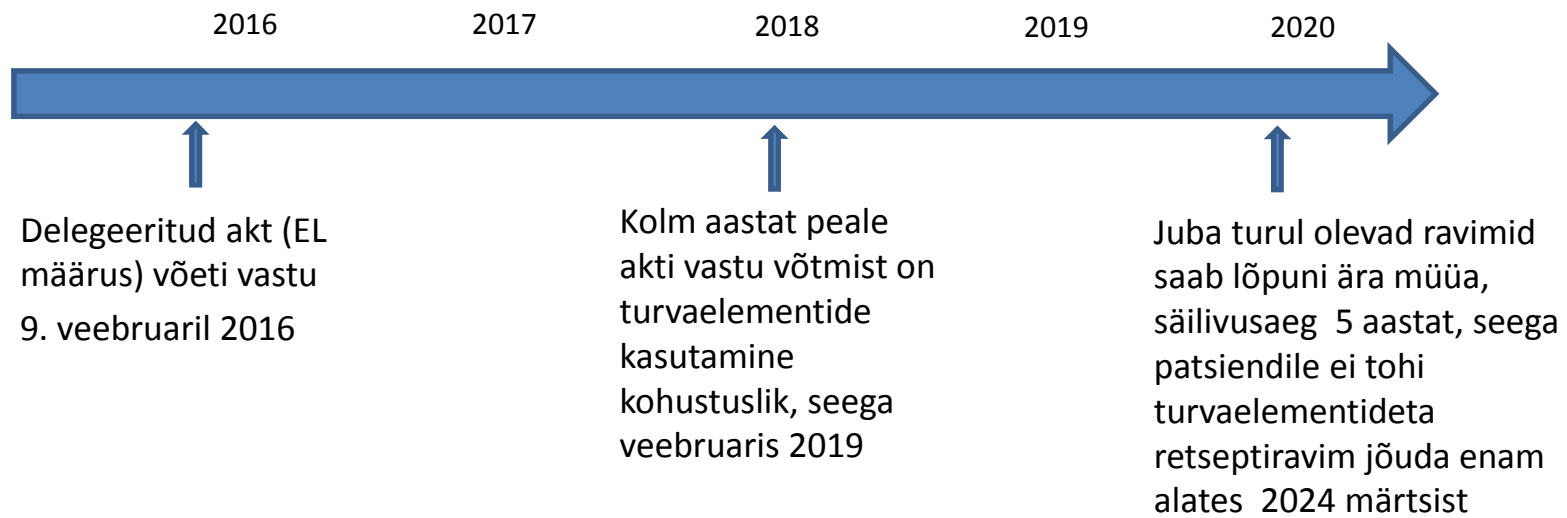 2016 2017 2018 2019 2020
Delegeeritud akt (EL
määrus) võeti vastu
9. veebruaril 2016
Kolm aastat peale
akti vastu võtmist on
turvaelementide
kasutamine
kohustuslik, seega
veebruaris 2019
Juba turul olevad ravimid
saab lõpuni ära müüa,
säilivusaeg 5 aastat, seega
patsiendile ei tohi
turvaelementideta
retseptiravim jõuda enam
alates 2024 märtsist